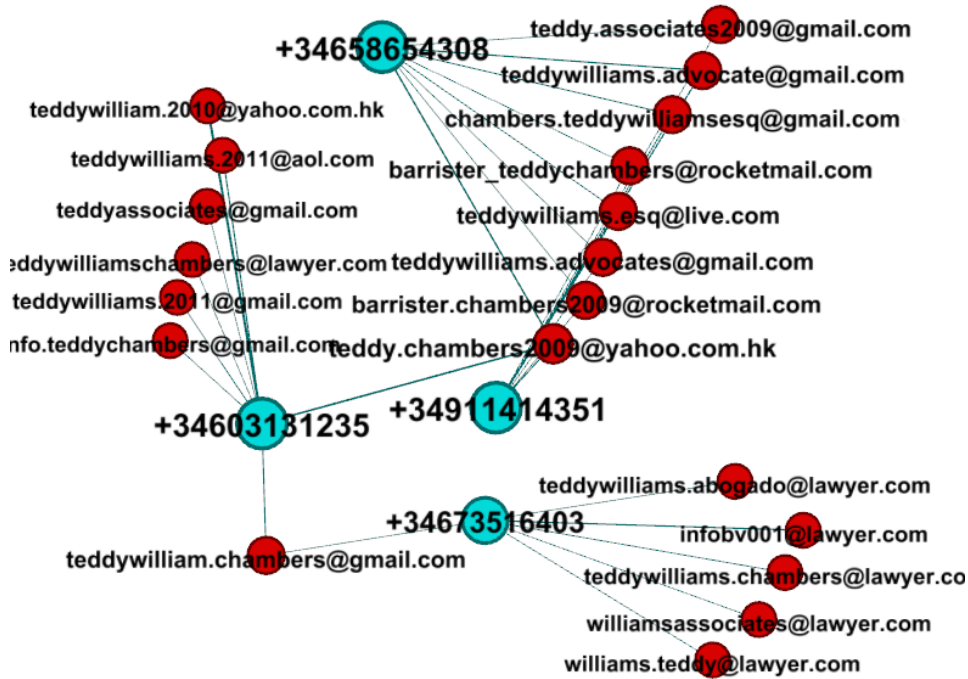 teddy.associates2009@gmail.com
+34658654308
teddywilliams.advocate@gmail.com
teddywilliam.2010@yahoo.com.hk
chambers.teddywilliamsesq@gmail.com
teddywilliams.2011@aol.com
barrister_teddychambers@rocketmail.com
teddyassociates@gmail.com
teddywilliams.esq@live.com
eddywilliamschambers@lawyer.com
teddywilliams.advocates@gmail.com
teddywilliams.2011@gmail.com
barrister.chambers2009@rocketmail.com
nfo.teddychambers@gmail.com
teddy.chambers2009@yahoo.com.hk
+34911414351
+34603131235
teddywilliams.abogado@lawyer.com
+34673516403
infobv001@lawyer.com
teddywilliam.chambers@gmail.com
teddywilliams.chambers@lawyer.co
williamsassociates@lawyer.com
williams.teddy@lawyer.com